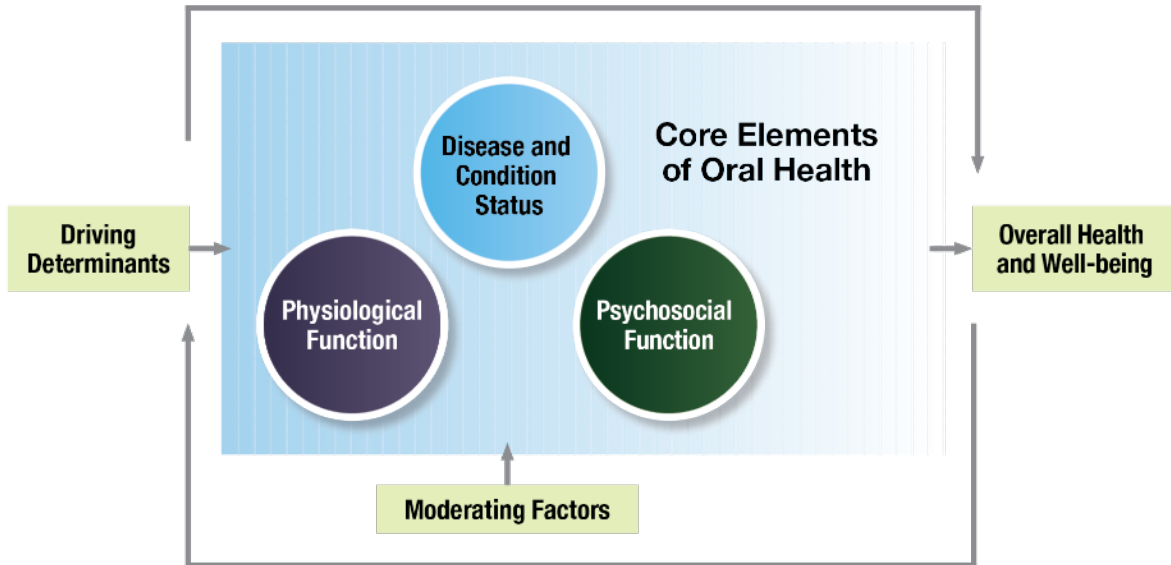 Disease and
Condition
Status
Core Elements
of Oral Health
Driving
Determinants
Overall Health
and Well-being
Physiological
Function
Psychosocial
Function
Moderating Factors